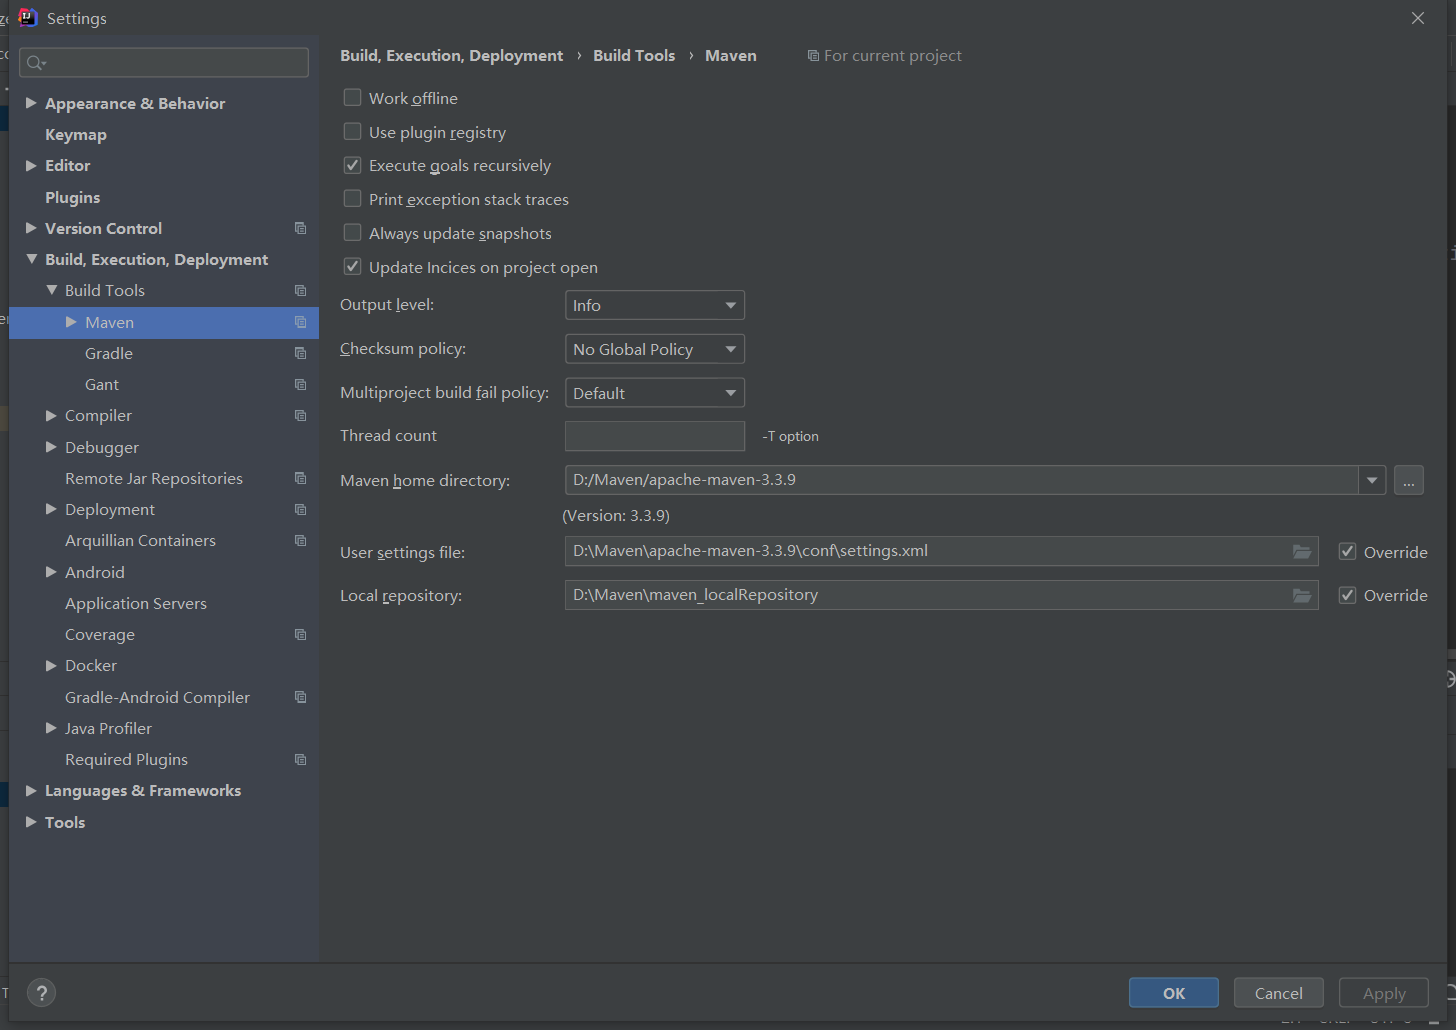 Settings
Build, Execution, Deployment › Build Tools › Maven For current project
Appearance & Behavior
Keymap
Editor
Plugins
Version Control
Build, Execution, Deployment
Build Tools
Maven
Gradle
Gant
Compiler
Debugger
Remote Jar Repositories
Deployment
Arquillian Containers
Android
Application Servers
Coverage
Docker
Gradle-Android Compiler
Java Profiler
Required Plugins
Languages & Frameworks
Tools
Work offline
Use plugin registry
Execute goals recursively
Print exception stack traces
Always update snapshots
Update Incices on project open
Output level: Info
Checksum policy: No Global Policy
Multiproject build fail policy: Default
Thread count -T option
Maven home directory: D:/Maven/apache-maven-3.3.9 ...
(Version: 3.3.9)
User settings file: D:\Maven\apache-maven-3.3.9\conf\settings.xml Override
Local repository: D:\Maven\maven_localRepository Override
? OK Cancel Apply